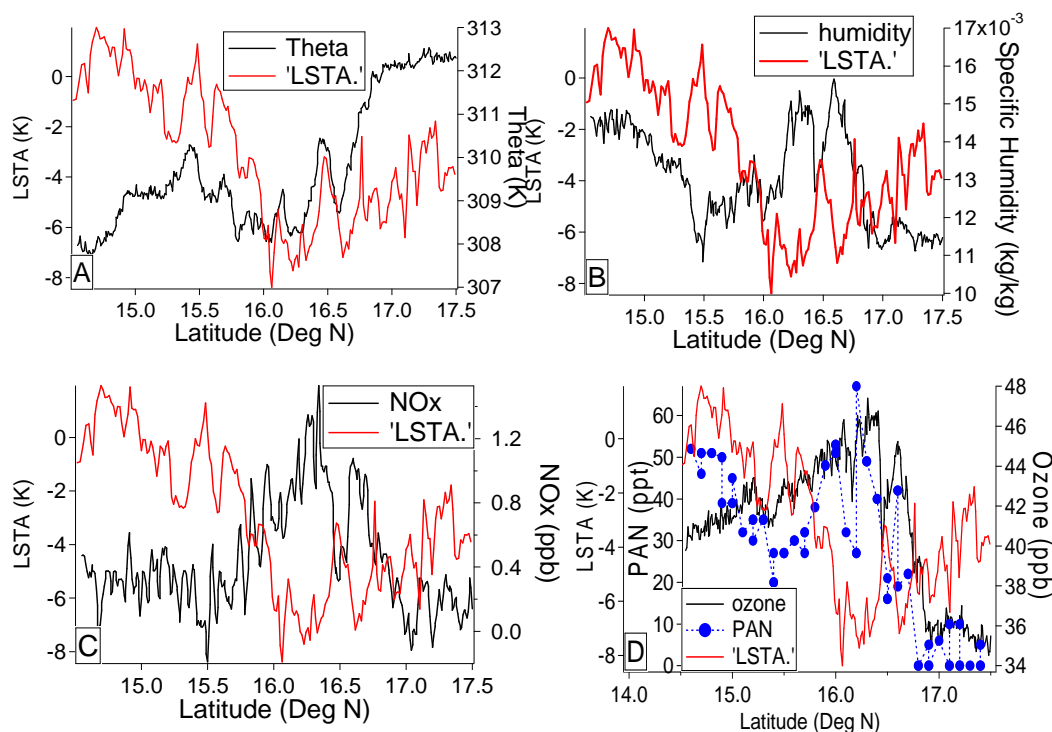 Theta
'LSTA.'
0
-2
-4
-6
-8
LSTA (K)
313
312
311
310
309
308
307
Theta
(K)
A
15.0 15.5 16.0 16.5 17.0 17.5
Latitude (Deg N)
humidity
'LSTA.'
0
-2
-4
-6
-8
LSTA (K)
17x10-3
16
15
14
13
12
11
10
Specific Humidity (kg/kg)
B
15.0 15.5 16.0 16.5 17.0 17.5
Latitude (Deg N)
NOx
'LSTA.'
0
-2
-4
-6
-8
LSTA (K)
1.2
0.8
0.4
0.0
NOx (ppb)
C
15.0 15.5 16.0 16.5 17.0 17.5
Latitude (Deg N)
0
-2
-4
-6
-8
LSTA (K)
60
50
40
30
20
10
0
PAN (ppt)
48
46
44
42
40
38
36
34
Ozone (ppb)
ozone
PAN
'LSTA.'
D
14.0 15.0 16.0 17.0
Latitude (Deg N)